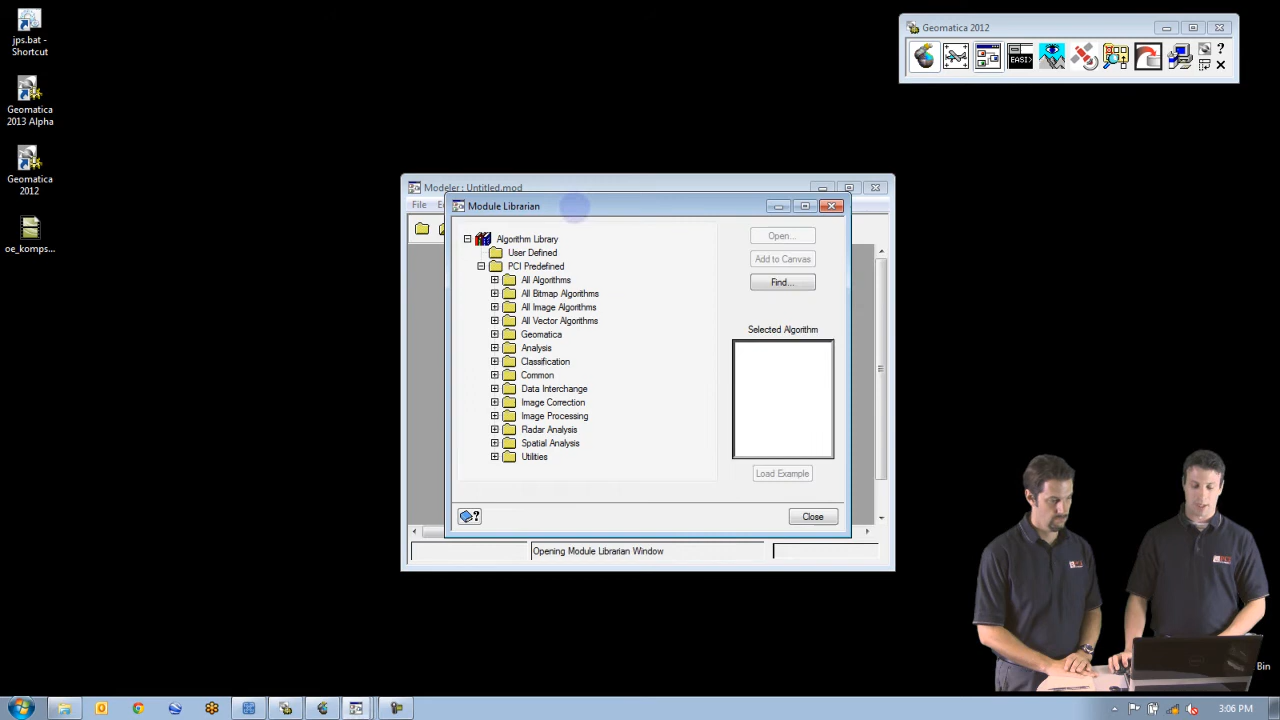 jps.bat -
Shortcut
Geomatica
2013 Alpha
Geomatica
2012
oe_komps...
Geomatica 2012
EASI>
Modeler : Untitled.mod
File
Module Librarian
Algorithm Library
User Defined
PCI Predefined
All Algorithms
All Bitmap Algorithms
All Image Algorithms
All Vector Algorithms
Geomatica
Analysis
Classification
Common
Data Interchange
Image Correction
Image Processing
Radar Analysis
Spatial Analysis
Utilities
Open...
Add to Canvas
Find...
Selected Algorithm
Load Example
Close
Opening Module Librarian Window
Bin
3:06 PM